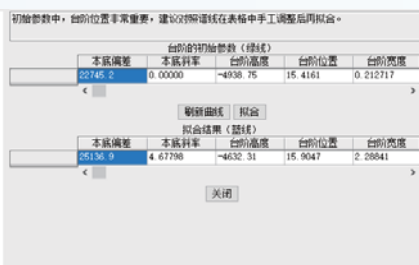 初始参数中，台阶位置非常重要，建议对照谱线在表格中手工调整后再拟合。
台阶的初始参数（绿线）
本底偏差 本底斜率 台阶高度 台阶位置 台阶宽度
22745.2 0.00000 -4938.75 15.4161 0.212717
刷新曲线 拟合
拟合结果（蓝线）
本底偏差 本底斜率 台阶高度 台阶位置 台阶宽度
25136.9 4.67798 -4632.31 15.9047 2.28841
关闭